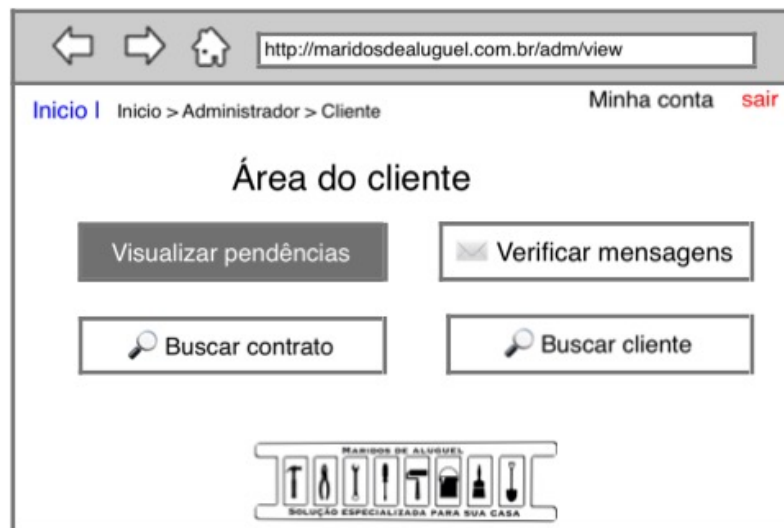 http://maridosdealuguel.com.br/adm/view
Inicio | Inicio > Administrador > Cliente Minha conta sair
Área do cliente
Visualizar pendências Verificar mensagens
Buscar contrato Buscar cliente
MARIDOS DE ALUGUEL
SOLUÇÃO ESPECIALIZADA PARA SUA CASA